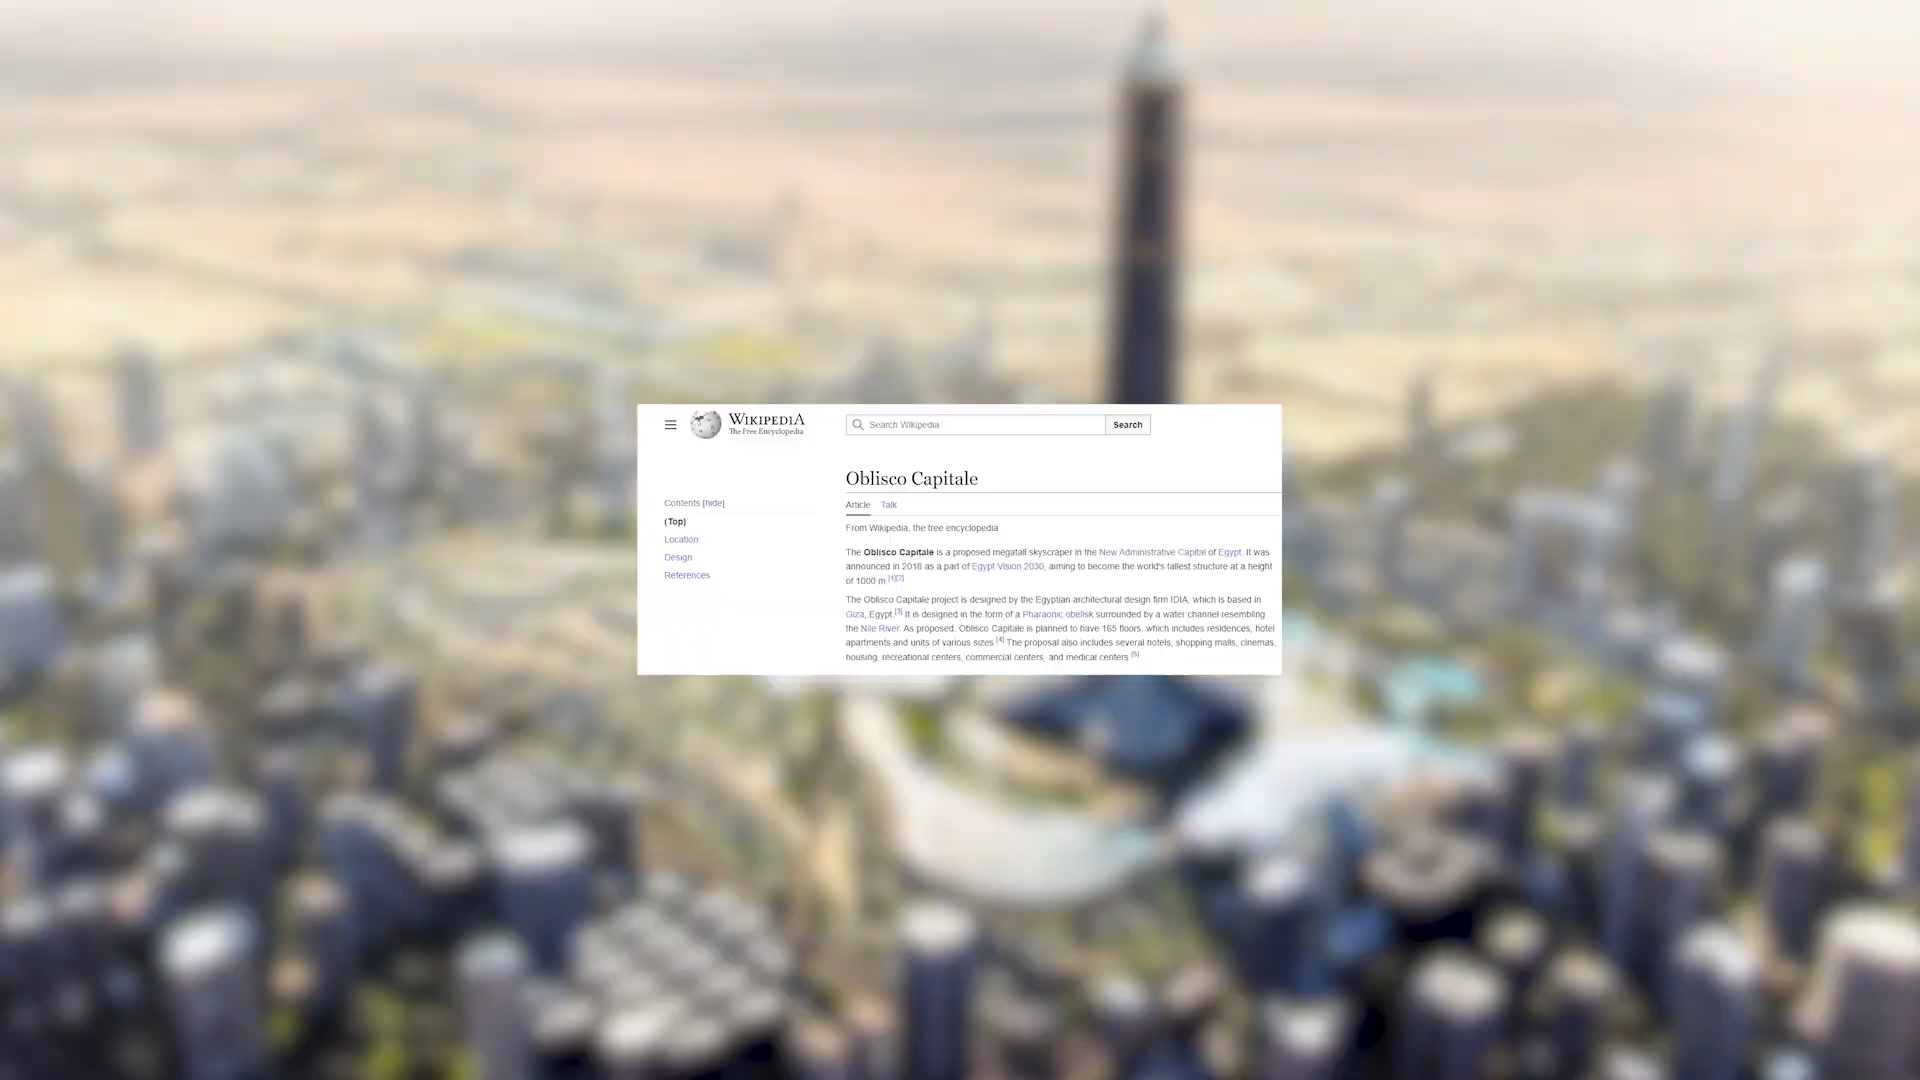 WIKIPEDIA
The Free Encyclopedia
Search Wikipedia
Search
Oblisco Capitale
Contents [hide]
(Top)
Location
Design
References
Article Talk
From Wikipedia, the free encyclopedia
The Oblisco Capitale is a proposed megatall skyscraper in the New Administrative Capital of Egypt. It was
announced in 2018 as a part of Egypt Vision 2030, aiming to become the world's tallest structure at a height
of 1000 m.[1][2]
The Oblisco Capitale project is designed by the Egyptian architectural design firm IDIA, which is based in
Giza, Egypt.[3] It is designed in the form of a Pharaonic obelisk surrounded by a water channel resembling
the Nile River. As proposed, Oblisco Capitale is planned to have 165 floors, which includes residences, hotel
apartments and units of various sizes.[4] The proposal also includes several hotels, shopping malls, cinemas,
housing, recreational centers, commercial centers, and medical centers.[5]